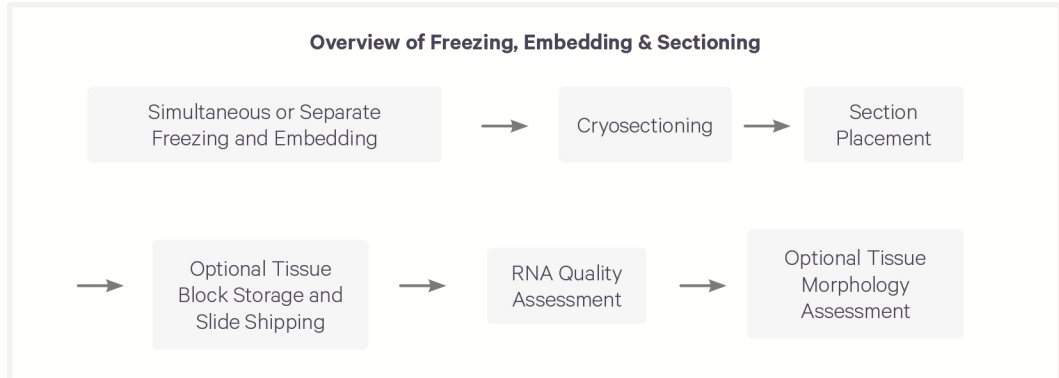 Overview of Freezing, Embedding & Sectioning
Simultaneous or Separate
Freezing and Embedding
Cryosectioning
Section
Placement
Optional Tissue
Block Storage and
Slide Shipping
RNA Quality
Assessment
Optional Tissue
Morphology
Assessment